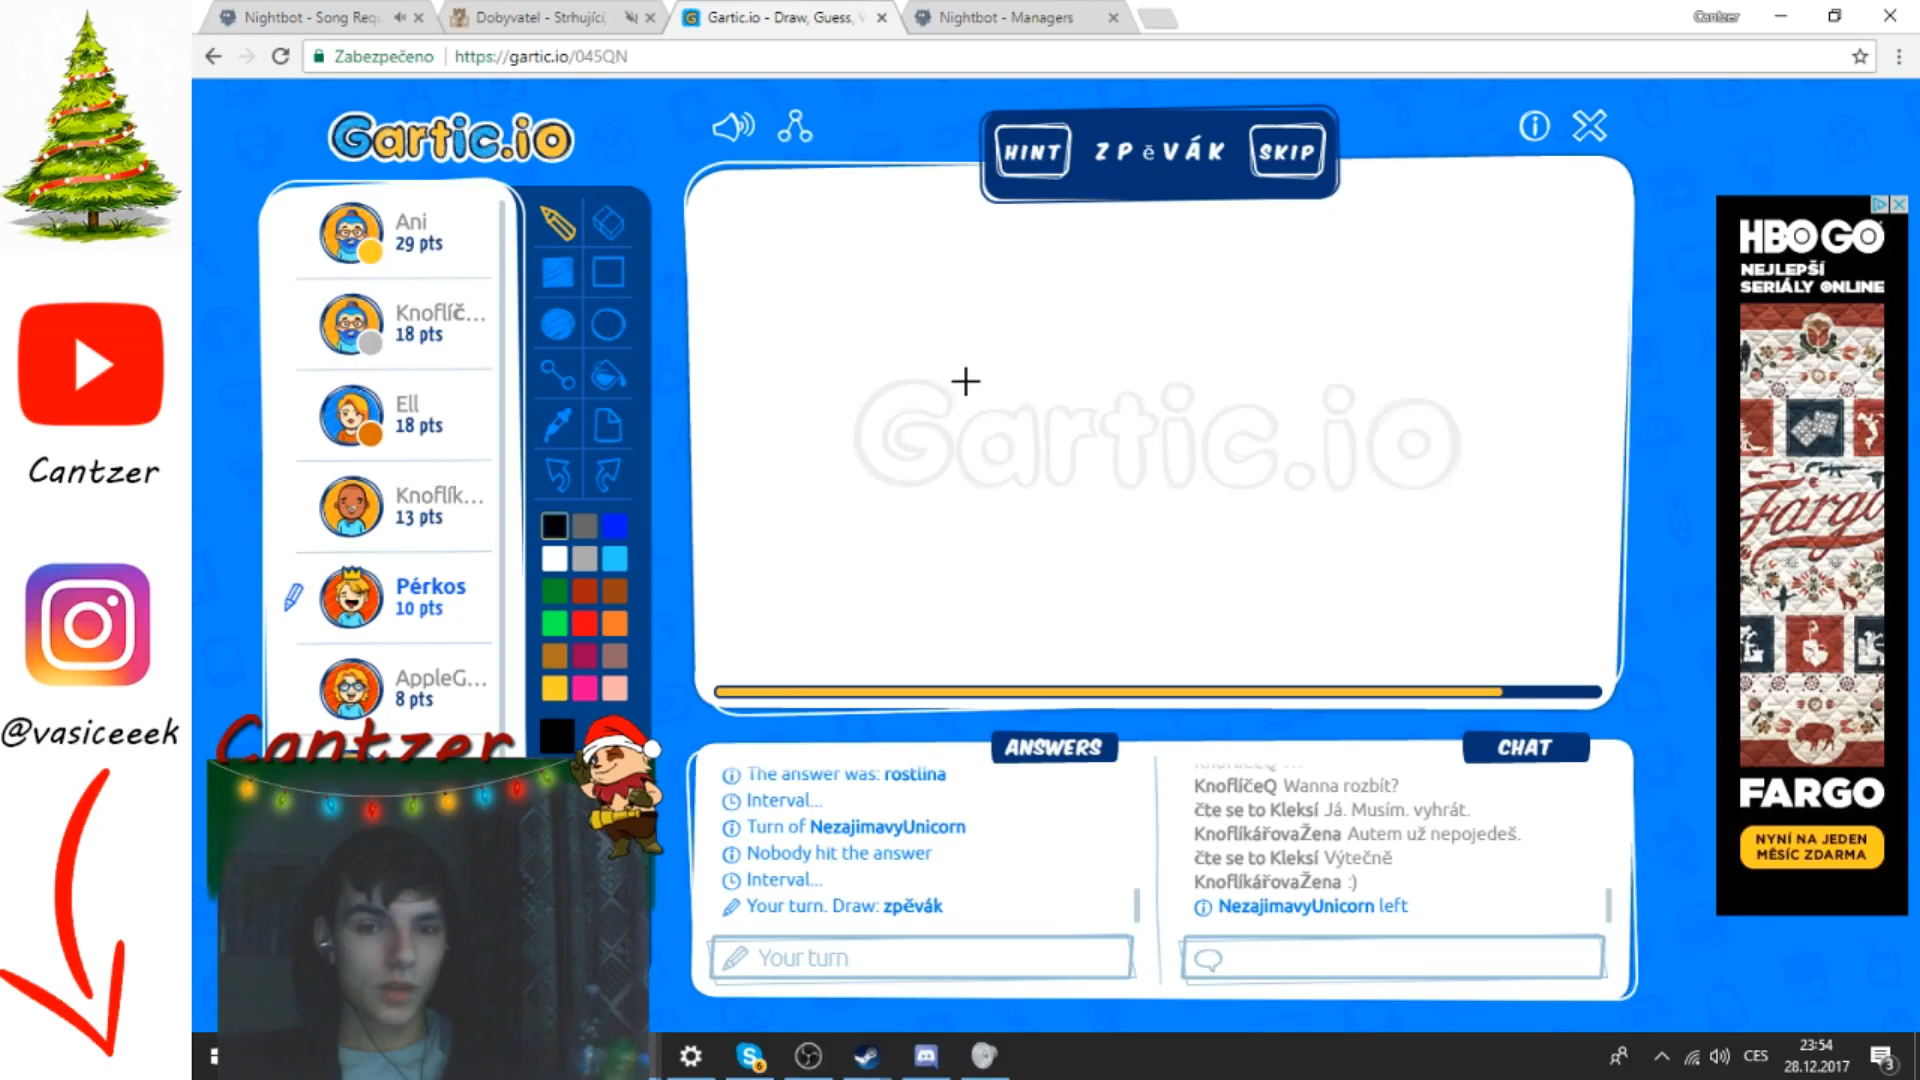 Nightbot - Song Requ
Dobyvatel - Strhující,
Gartic.io - Draw, Guess, W
Nightbot - Managers
Cantzer
Zabezpečeno
https://gartic.io/045QN
Gartic.io
HINT
ZPěVÁK
SKIP
Ani
29 pts
Knoflíč...
18 pts
Ell
18 pts
Knoflík...
13 pts
Pérkos
10 pts
AppleG...
8 pts
Gartic.io
Cantzer
@vasiceeek
Cantzer
ANSWERS
The answer was: rostlina
Interval...
Turn of NezajimavyUnicorn
Nobody hit the answer
Interval...
Your turn. Draw: zpěvák
Your turn
CHAT
KnoflíčeQ Wanna rozbít?
čte se to Kleksí Já. Musím. vyhrát.
KnoflíkářovaŽena Autem už nepojedeš.
čte se to Kleksí Výtečně
KnoflíkářovaŽena :)
NezajimavyUnicorn left
HBO GO
NEJLEPŠÍ
SERIÁLY ONLINE
Fargo
FARGO
NYNÍ NA JEDEN
MĚSÍC ZDARMA
6
CES
23:54
28.12.2017
3